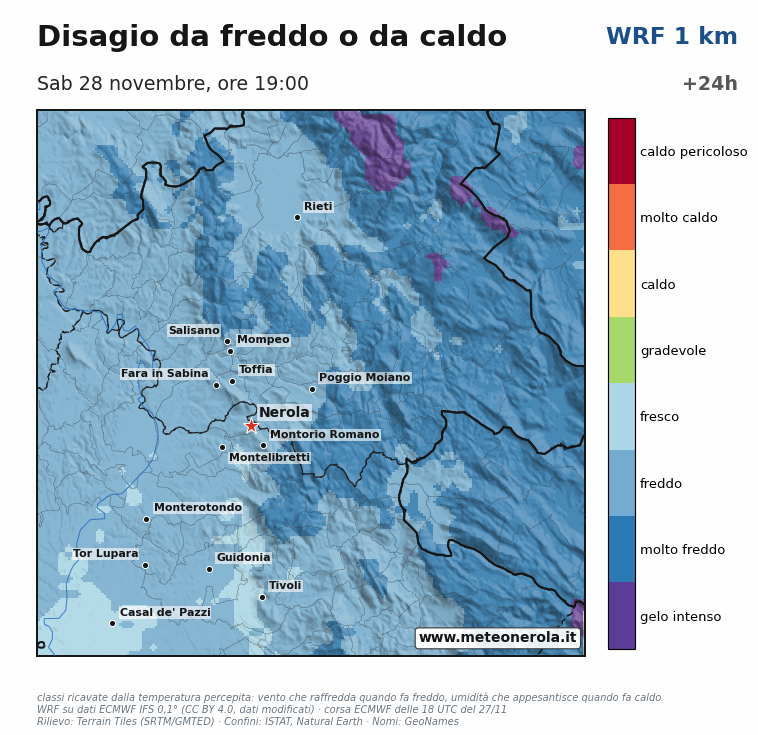 Disagio da freddo o da caldo
WRF 1 km
Sab 28 novembre, ore 19:00
+24h
caldo pericoloso
molto caldo
caldo
gradevole
fresco
freddo
molto freddo
gelo intenso
Rieti
Salisano
Mompeo
Fara in Sabina
Toffia
Poggio Moiano
Nerola
Montorio Romano
Montelibretti
Monterotondo
Tor Lupara
Guidonia
Tivoli
Casal de' Pazzi
www.meteonerola.it
classi ricavate dalla temperatura percepita: vento che raffredda quando fa freddo, umidità che appesantisce quando fa caldo
WRF su dati ECMWF IFS 0,1° (CC BY 4.0, dati modificati) · corsa ECMWF delle 18 UTC del 27/11
Rilievo: Terrain Tiles (SRTM/GMTED) · Confini: ISTAT, Natural Earth · Nomi: GeoNames